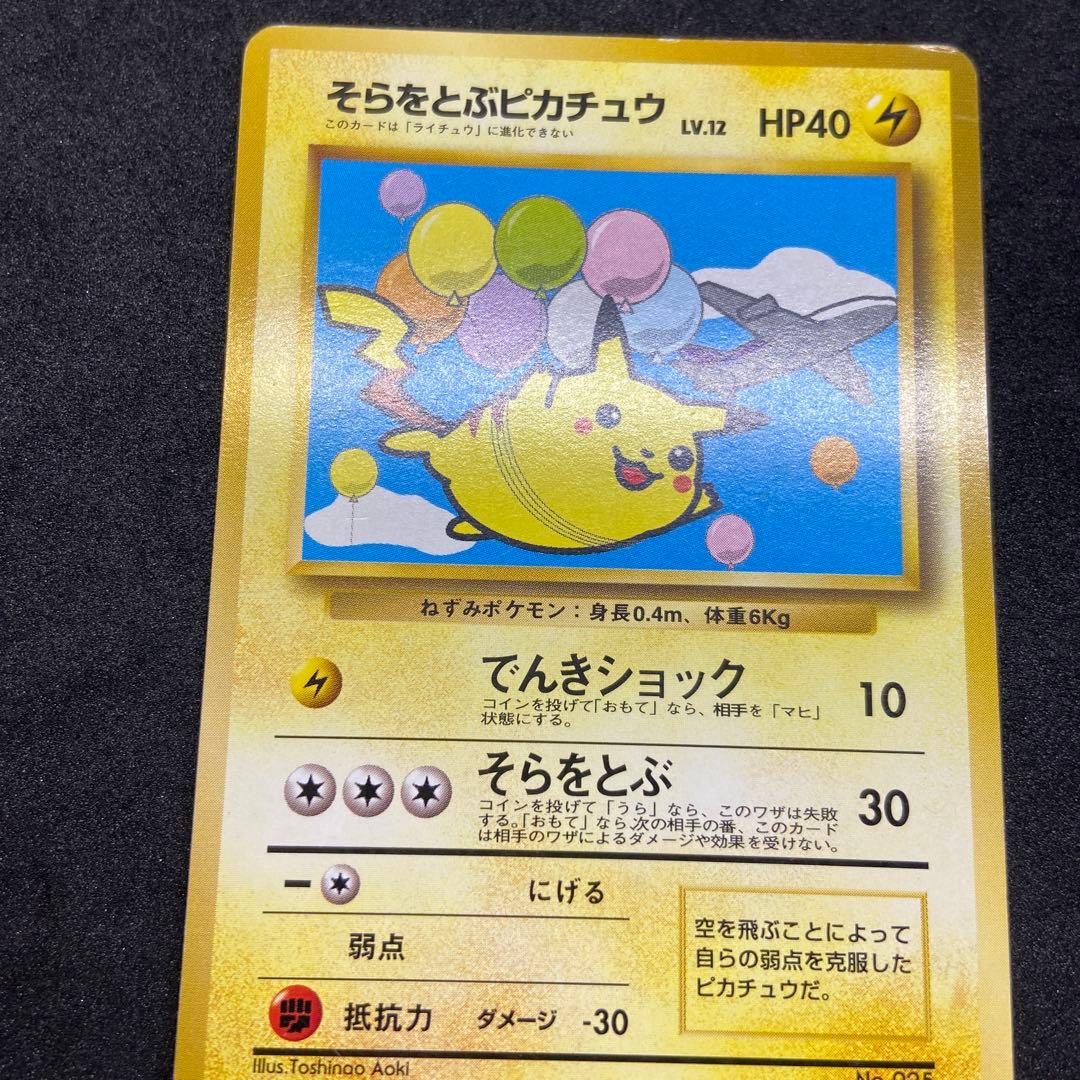 そらをとぶピカチュウ LV.12 HP40
このカードは「ライチュウ」に進化できない
ねずみポケモン：身長0.4m、体重6Kg
でんきショック 10
コインを投げて「おもて」なら、相手を「マヒ」
状態にする。
そらをとぶ 30
コインを投げて「うら」なら、このワザは失敗
する。「おもて」なら、次の相手の番、このカード
は相手のワザによるダメージや効果を受けない。
− にげる
弱点
抵抗力 ダメージ -30
空を飛ぶことによって
自らの弱点を克服した
ピカチュウだ。
Illus.Toshinao Aoki
No.025